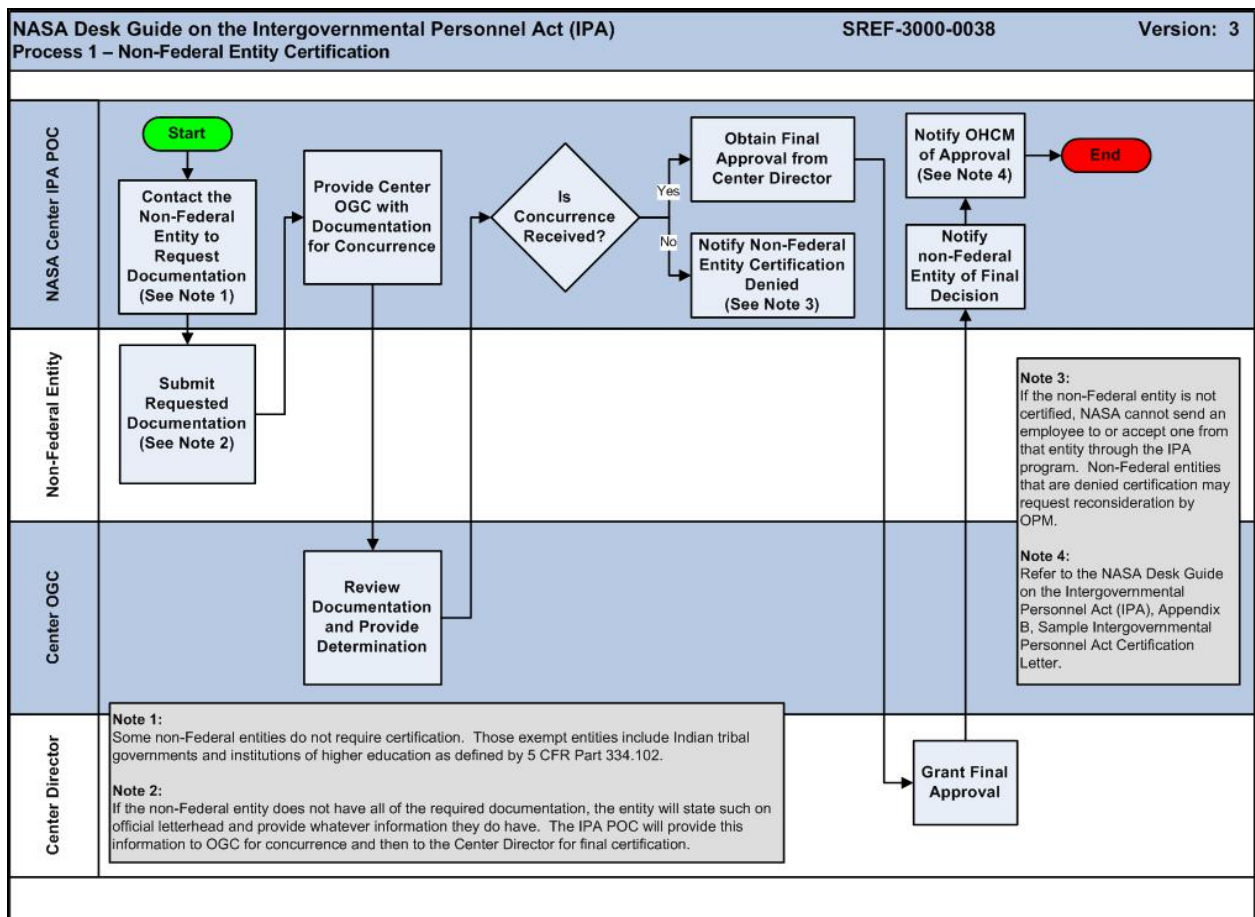 NASA Desk Guide on the Intergovernmental Personnel Act (IPA) SREF-3000-0038 Version: 3
Process 1 – Non-Federal Entity Certification
NASA Center IPA POC
Start
Contact the
Non-Federal
Entity to
Request
Documentation
(See Note 1)
Provide Center
OGC with
Documentation
for Concurrence
Is
Concurrence
Received?
Yes
No
Obtain Final
Approval from
Center Director
Notify Non-Federal
Entity Certification
Denied
(See Note 3)
Notify OHCM
of Approval
(See Note 4)
End
Notify
non-Federal
Entity of Final
Decision
Non-Federal Entity
Submit
Requested
Documentation
(See Note 2)
Note 3:
If the non-Federal entity is not
certified, NASA cannot send an
employee to or accept one from
that entity through the IPA
program. Non-Federal entities
that are denied certification may
request reconsideration by
OPM.
Note 4:
Refer to the NASA Desk Guide
on the Intergovernmental
Personnel Act (IPA), Appendix
B, Sample Intergovernmental
Personnel Act Certification
Letter.
Center OGC
Review
Documentation
and Provide
Determination
Center Director
Note 1:
Some non-Federal entities do not require certification. Those exempt entities include Indian tribal
governments and institutions of higher education as defined by 5 CFR Part 334.102.
Note 2:
If the non-Federal entity does not have all of the required documentation, the entity will state such on
official letterhead and provide whatever information they do have. The IPA POC will provide this
information to OGC for concurrence and then to the Center Director for final certification.
Grant Final
Approval